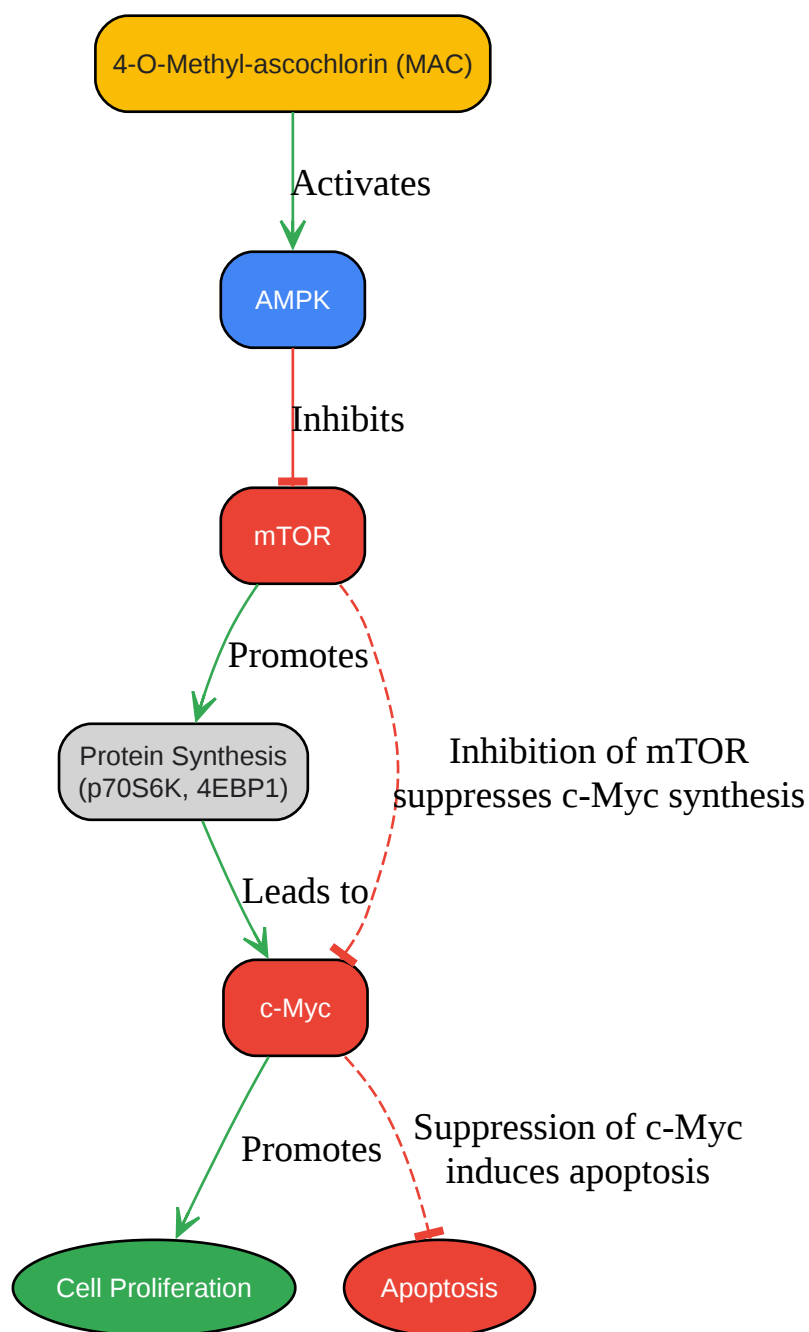 4-O-Methyl-ascochlorin (MAC)
Activates
AMPK
Inhibits
mTOR
Promotes
Protein Synthesis
(p70S6K, 4EBP1)
Inhibition of mTOR
suppresses c-Myc synthesis
Leads to
c-Myc
Promotes
Suppression of c-Myc
induces apoptosis
Cell Proliferation
Apoptosis